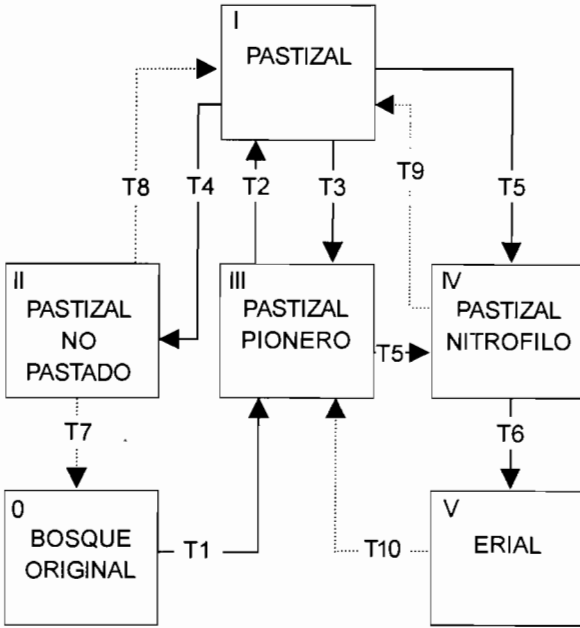 I
PASTIZAL
T8
T4
T2
T3
T9
T5
II
PASTIZAL
NO
PASTADO
III
PASTIZAL
PIONERO
T5
IV
PASTIZAL
NITROFILO
T7
T6
0
BOSQUE
ORIGINAL
T1
T10
V
ERIAL